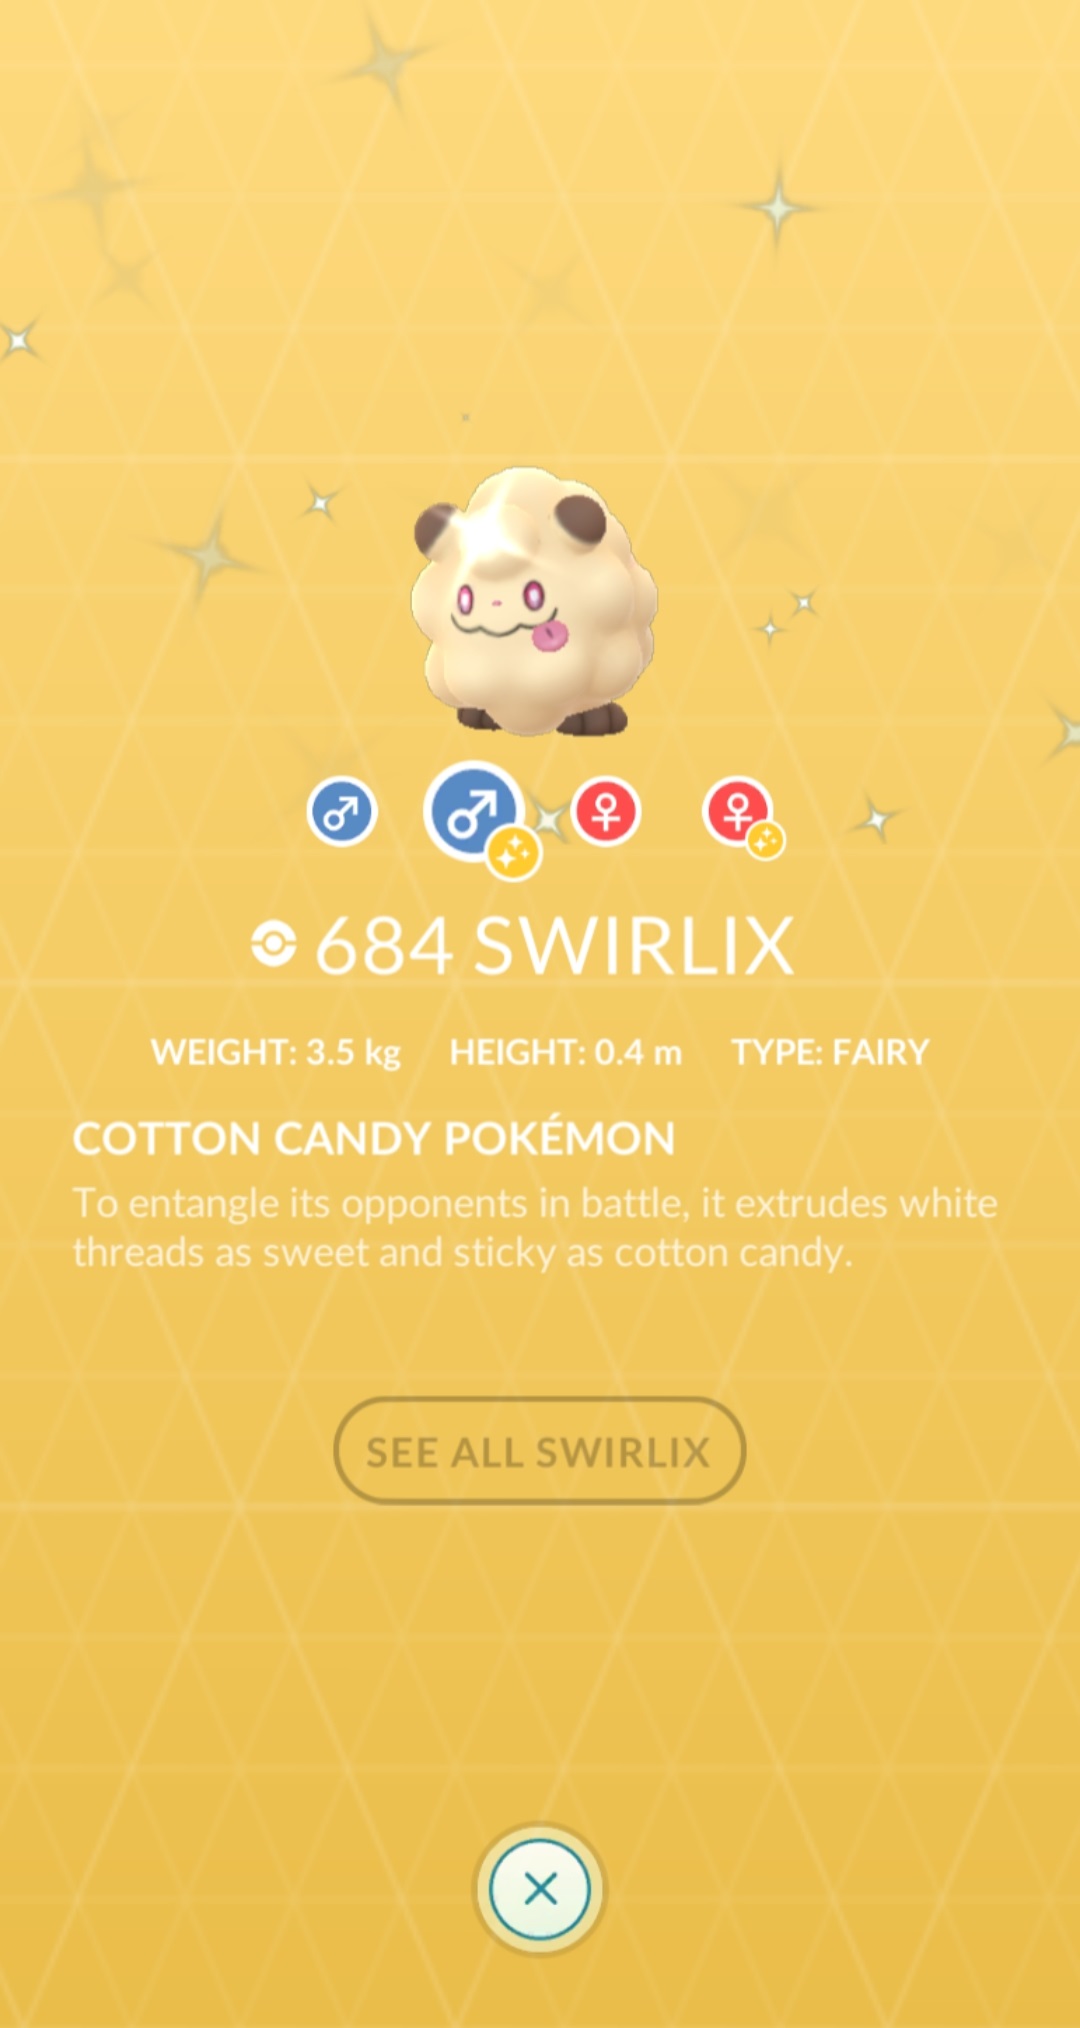 684 SWIRLIX
WEIGHT: 3.5 kg HEIGHT: 0.4 m TYPE: FAIRY
COTTON CANDY POKÉMON
To entangle its opponents in battle, it extrudes white
threads as sweet and sticky as cotton candy.
SEE ALL SWIRLIX